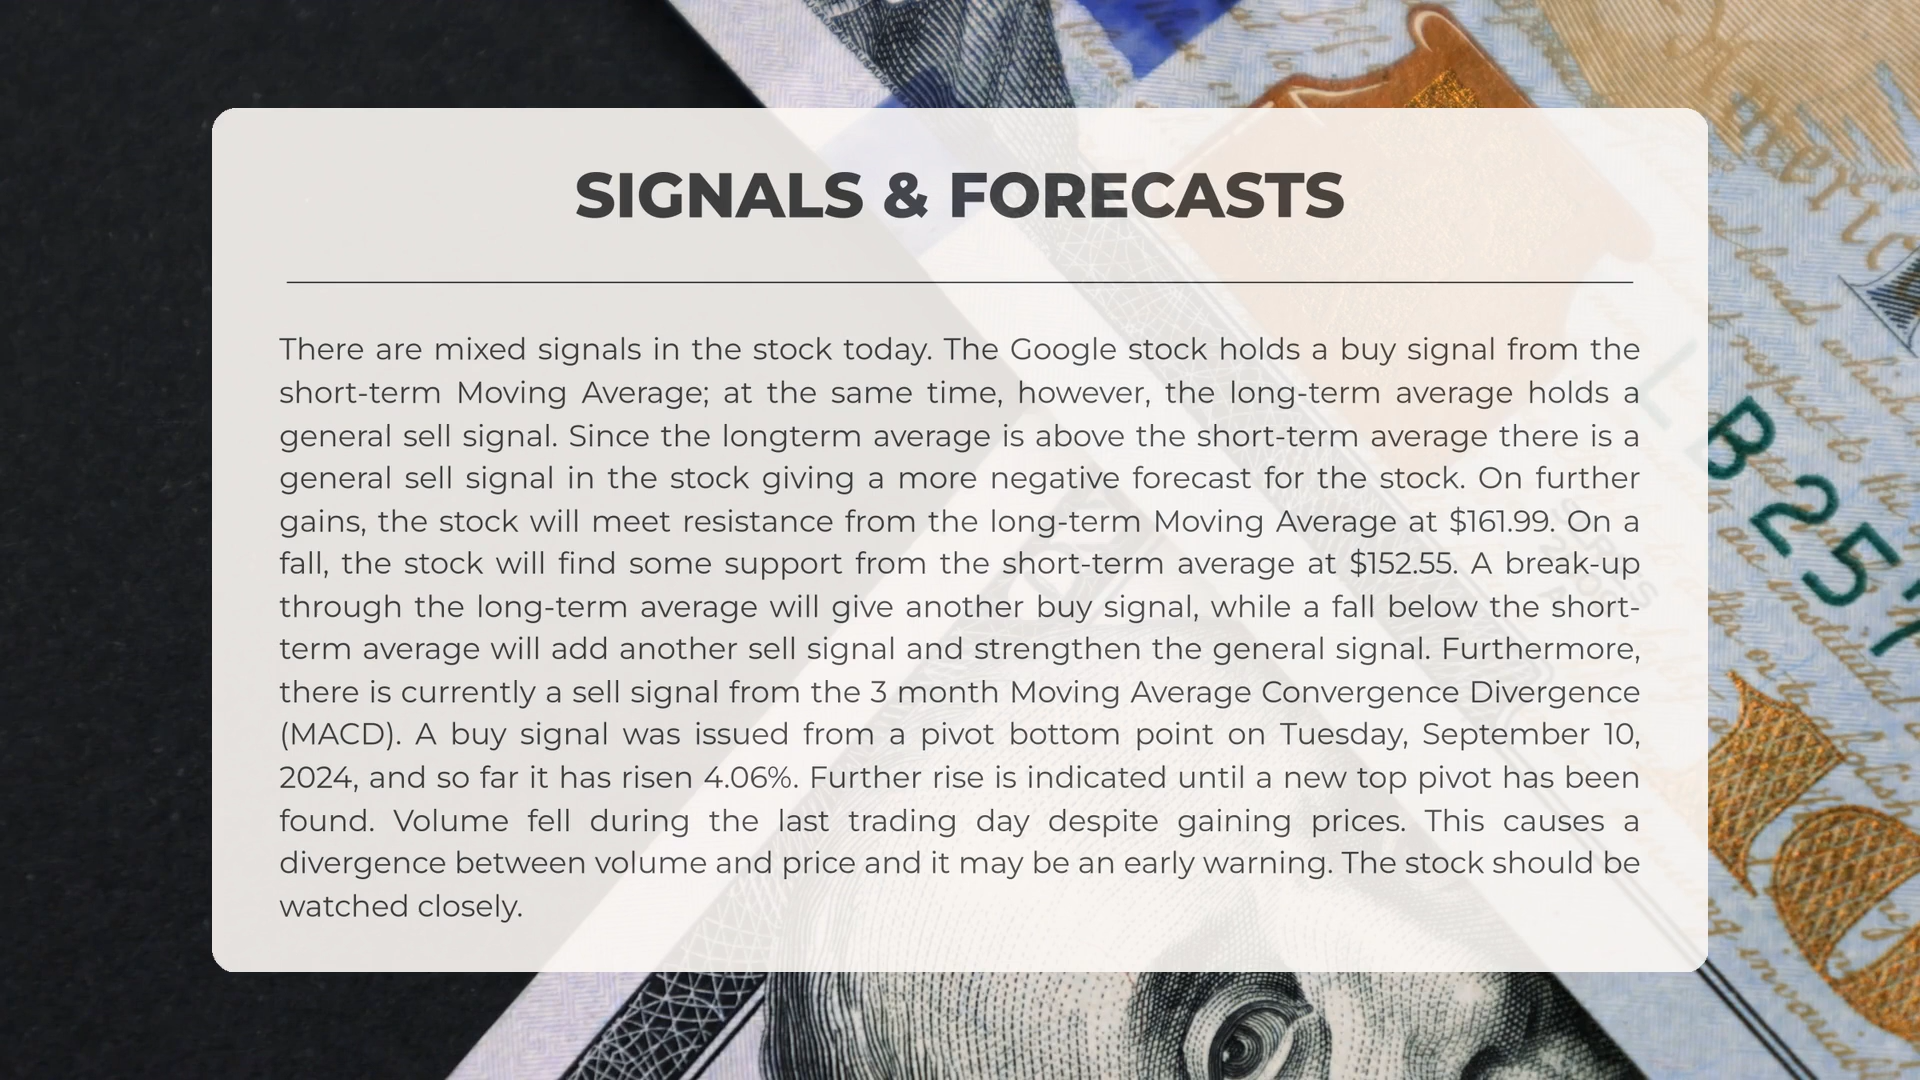 SIGNALS & FORECASTS
There are mixed signals in the stock today. The Google stock holds a buy signal from the
short-term Moving Average; at the same time, however, the long-term average holds a
general sell signal. Since the longterm average is above the short-term average there is a
general sell signal in the stock giving a more negative forecast for the stock. On further
gains, the stock will meet resistance from the long-term Moving Average at $161.99. On a
fall, the stock will find some support from the short-term average at $152.55. A break-up
through the long-term average will give another buy signal, while a fall below the short-
term average will add another sell signal and strengthen the general signal. Furthermore,
there is currently a sell signal from the 3 month Moving Average Convergence Divergence
(MACD). A buy signal was issued from a pivot bottom point on Tuesday, September 10,
2024, and so far it has risen 4.06%. Further rise is indicated until a new top pivot has been
found. Volume fell during the last trading day despite gaining prices. This causes a
divergence between volume and price and it may be an early warning. The stock should be
watched closely.
LB257